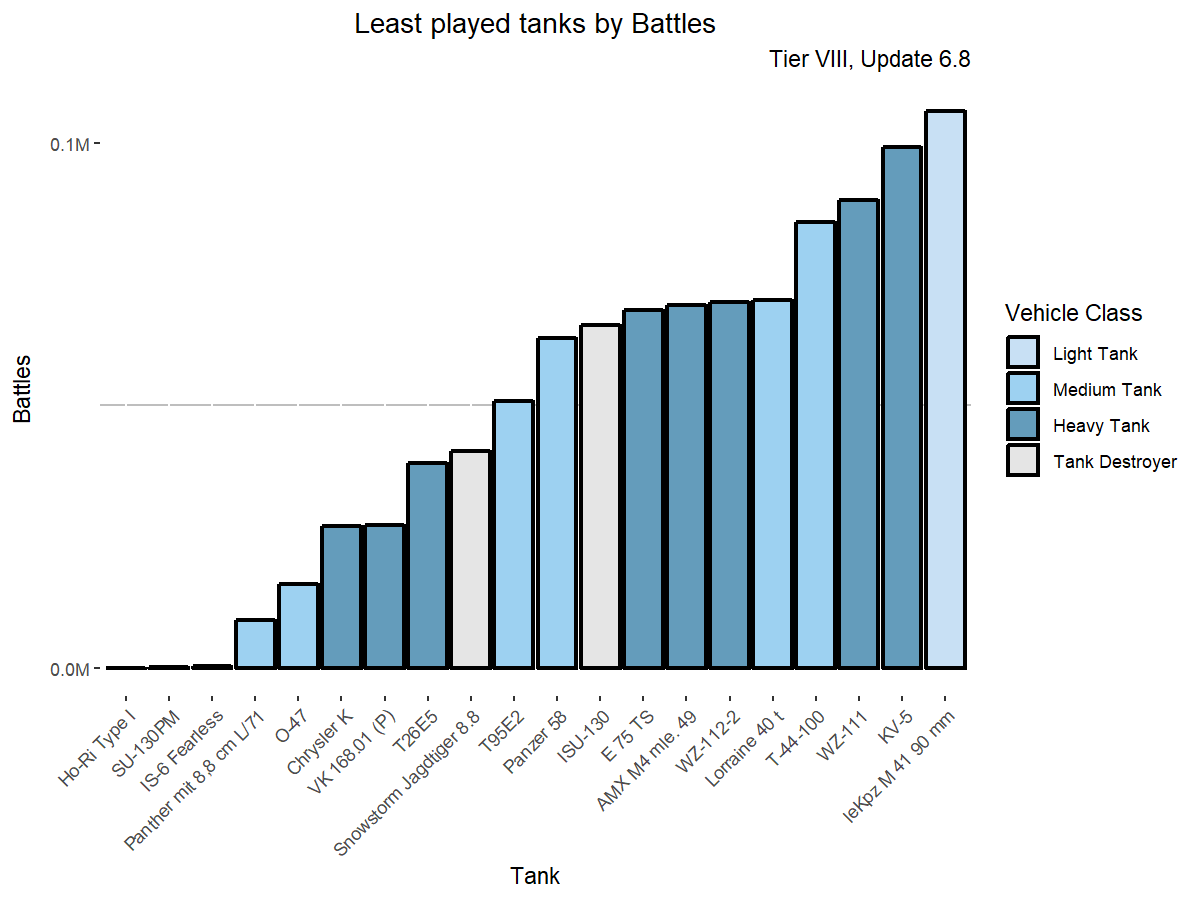 Least played tanks by Battles
Tier VIII, Update 6.8
0.1M
0.0M
Battles
Ho-Ri Type I
SU-130PM
IS-6 Fearless
Panther mit 8,8 cm L/71
O-47
Chrysler K
VK 168.01 (P)
T26E5
Snowstorm Jagdtiger 8.8
T95E2
Panzer 58
ISU-130
E 75 TS
AMX M4 mle. 49
WZ-112-2
Lorraine 40 t
T-44-100
WZ-111
KV-5
leKpz M 41 90 mm
Tank
Vehicle Class
Light Tank
Medium Tank
Heavy Tank
Tank Destroyer